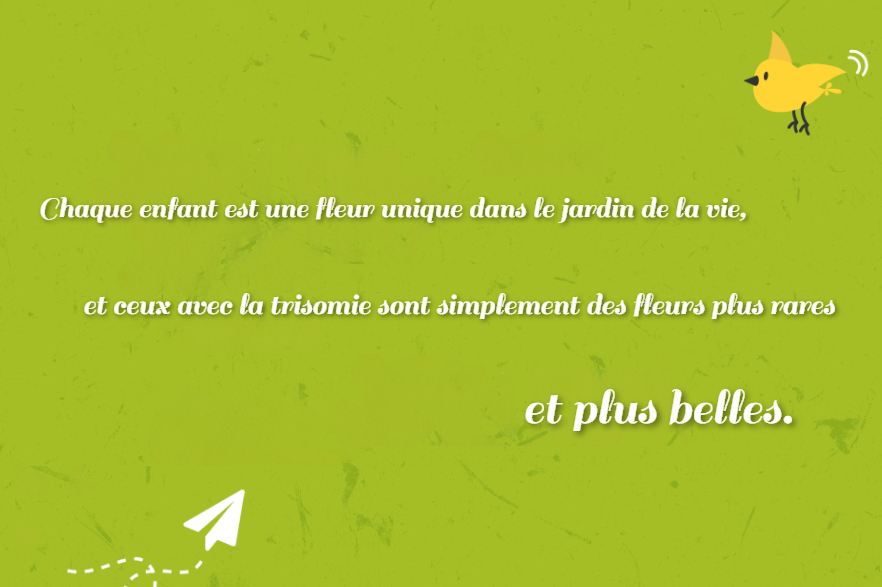 Chaque enfant est une fleur unique dans le jardin de la vie,
et ceux avec la trisomie sont simplement des fleurs plus rares
et plus belles.